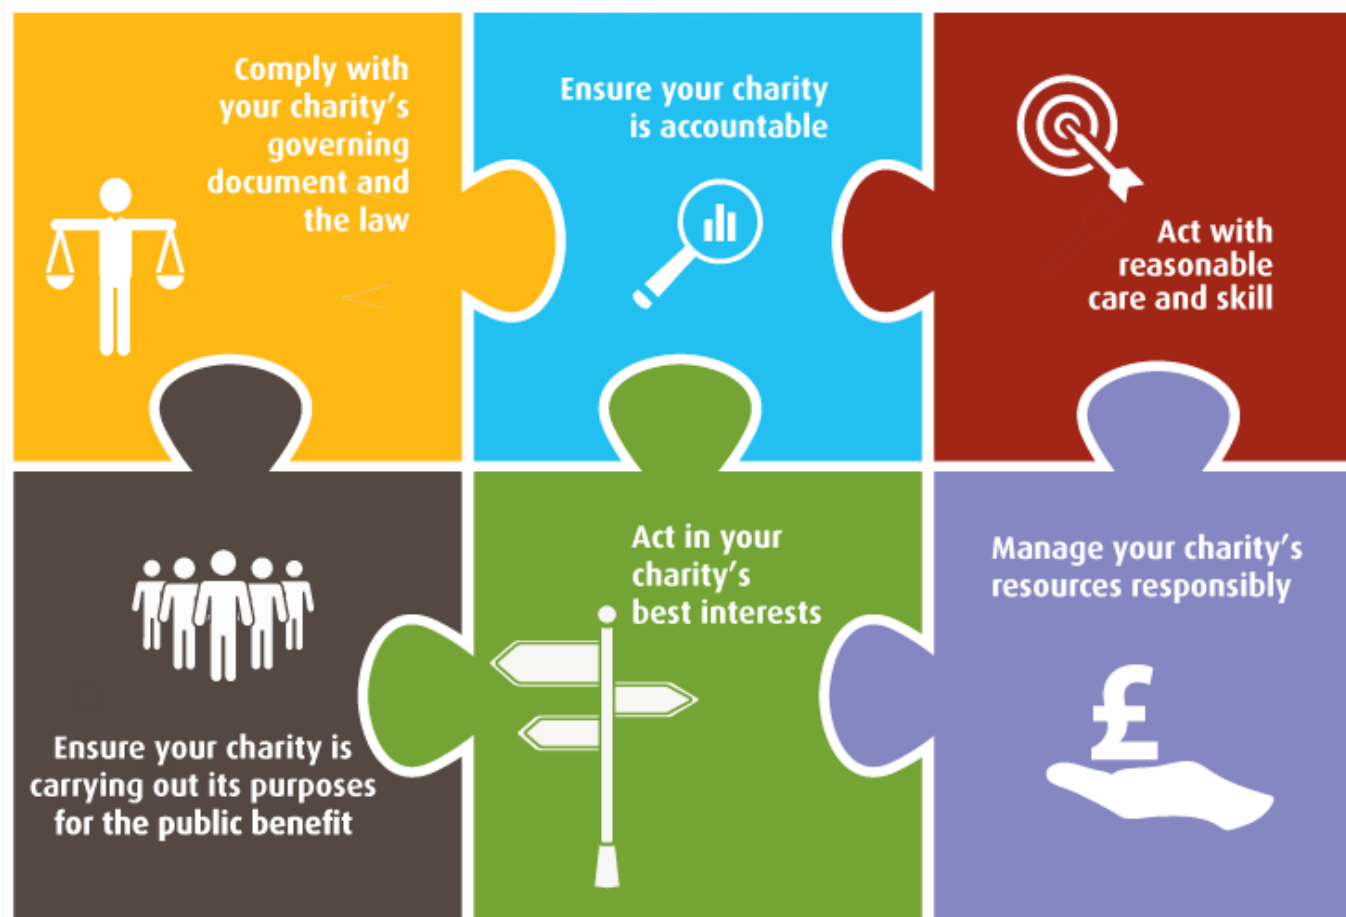 Comply with
your charity's
governing
document and
the law
Ensure your charity
is accountable
Act with
reasonable
care and skill
Ensure your charity is
carrying out its purposes
for the public benefit
Act in your
charity's
best interests
Manage your charity's
resources responsibly
£